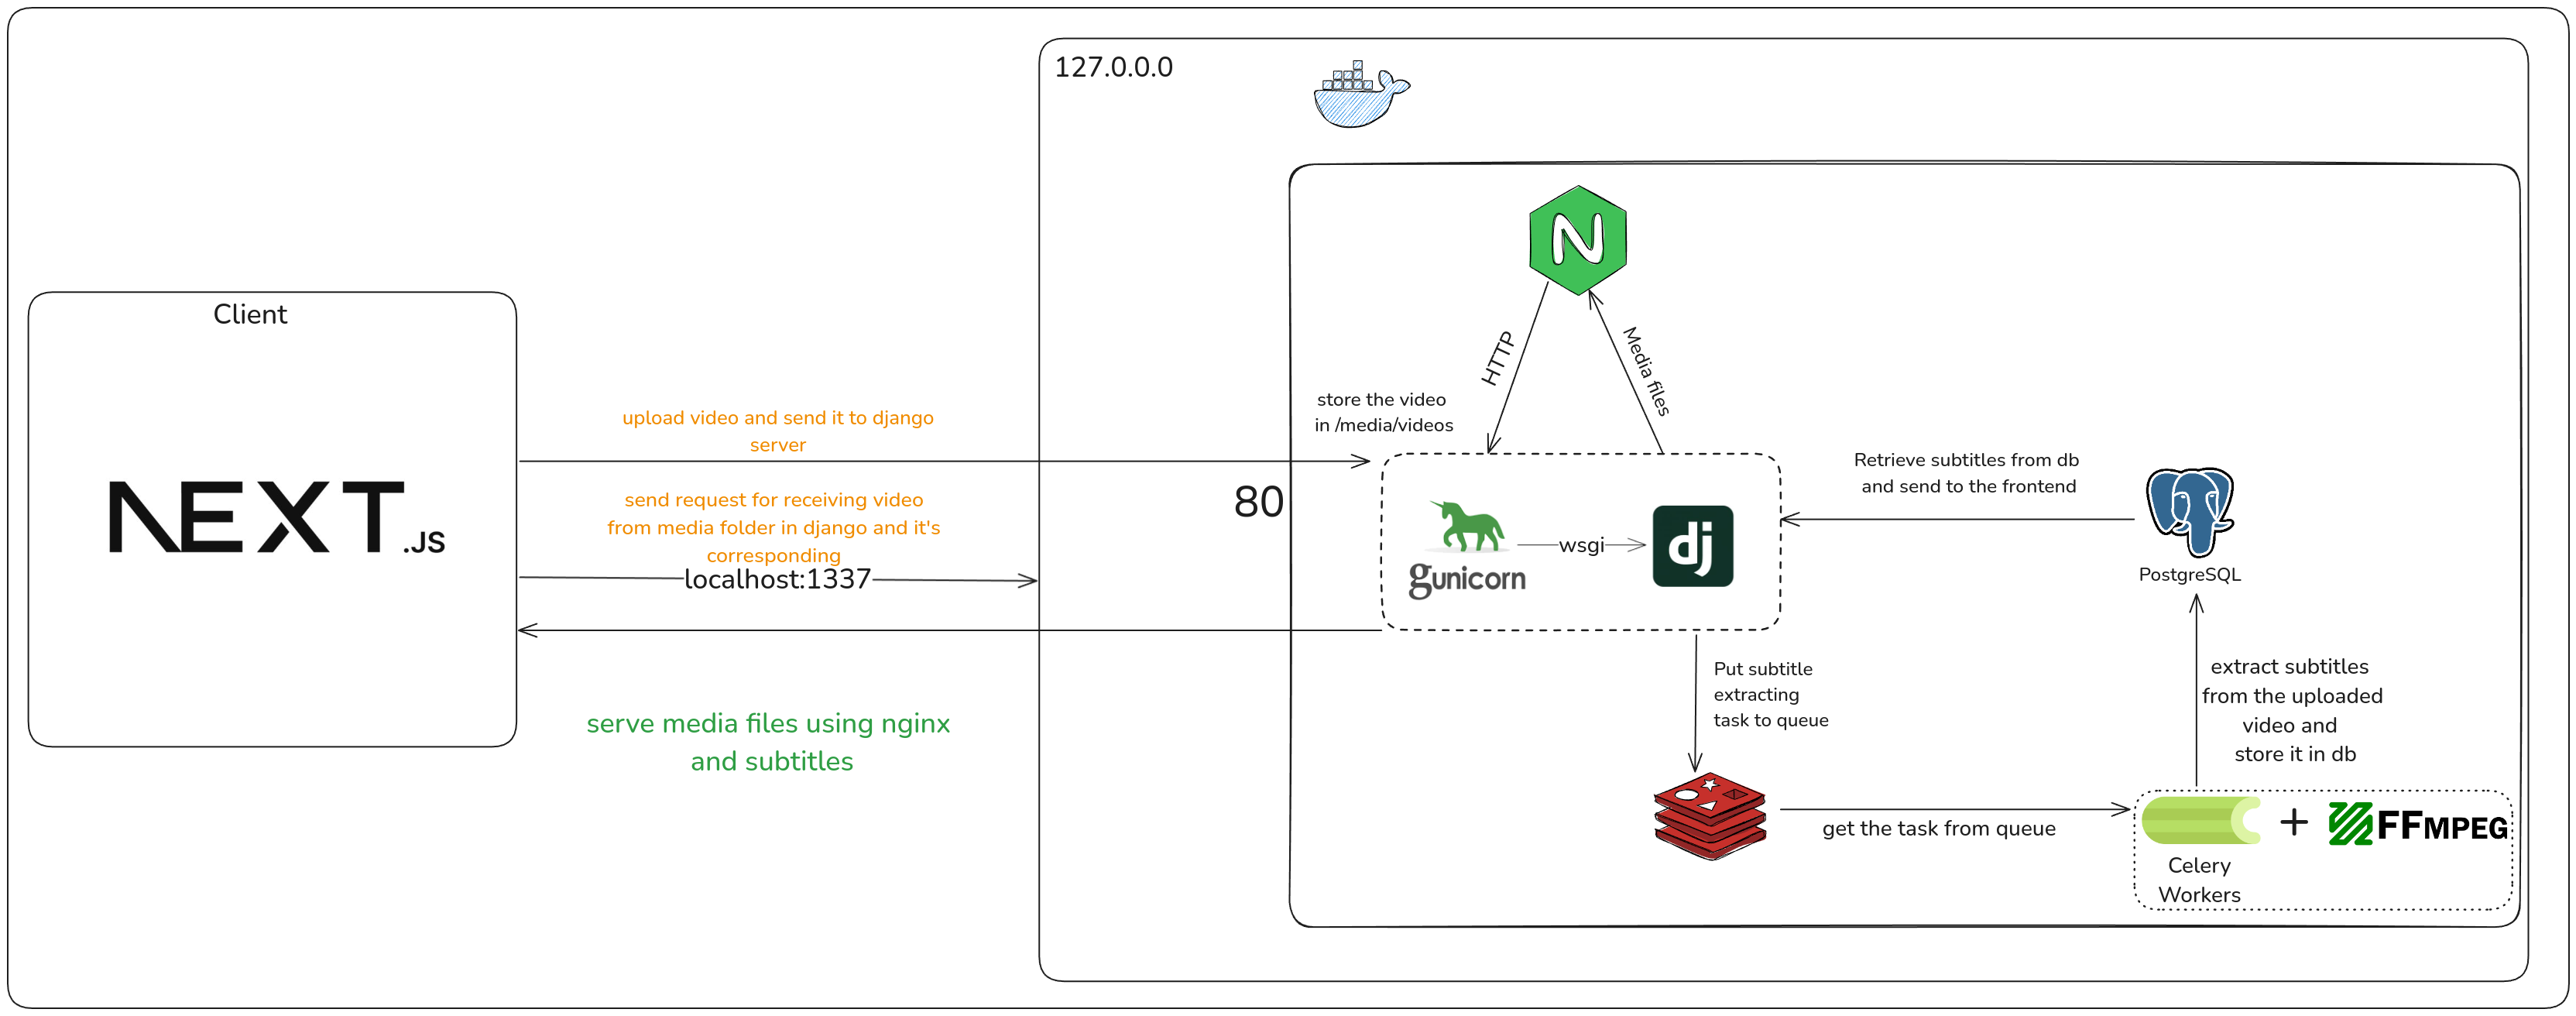 127.0.0.0
Client
NEXT.JS
upload video and send it to django
server
send request for receiving video
from media folder in django and it's
corresponding
localhost:1337
serve media files using nginx
and subtitles
80
N
HTTP
Media files
store the video
in /media/videos
gunicorn
wsgi
dj
Retrieve subtitles from db
and send to the frontend
PostgreSQL
Put subtitle
extracting
task to queue
get the task from queue
extract subtitles
from the uploaded
video and
store it in db
+
FFMPEG
Celery
Workers